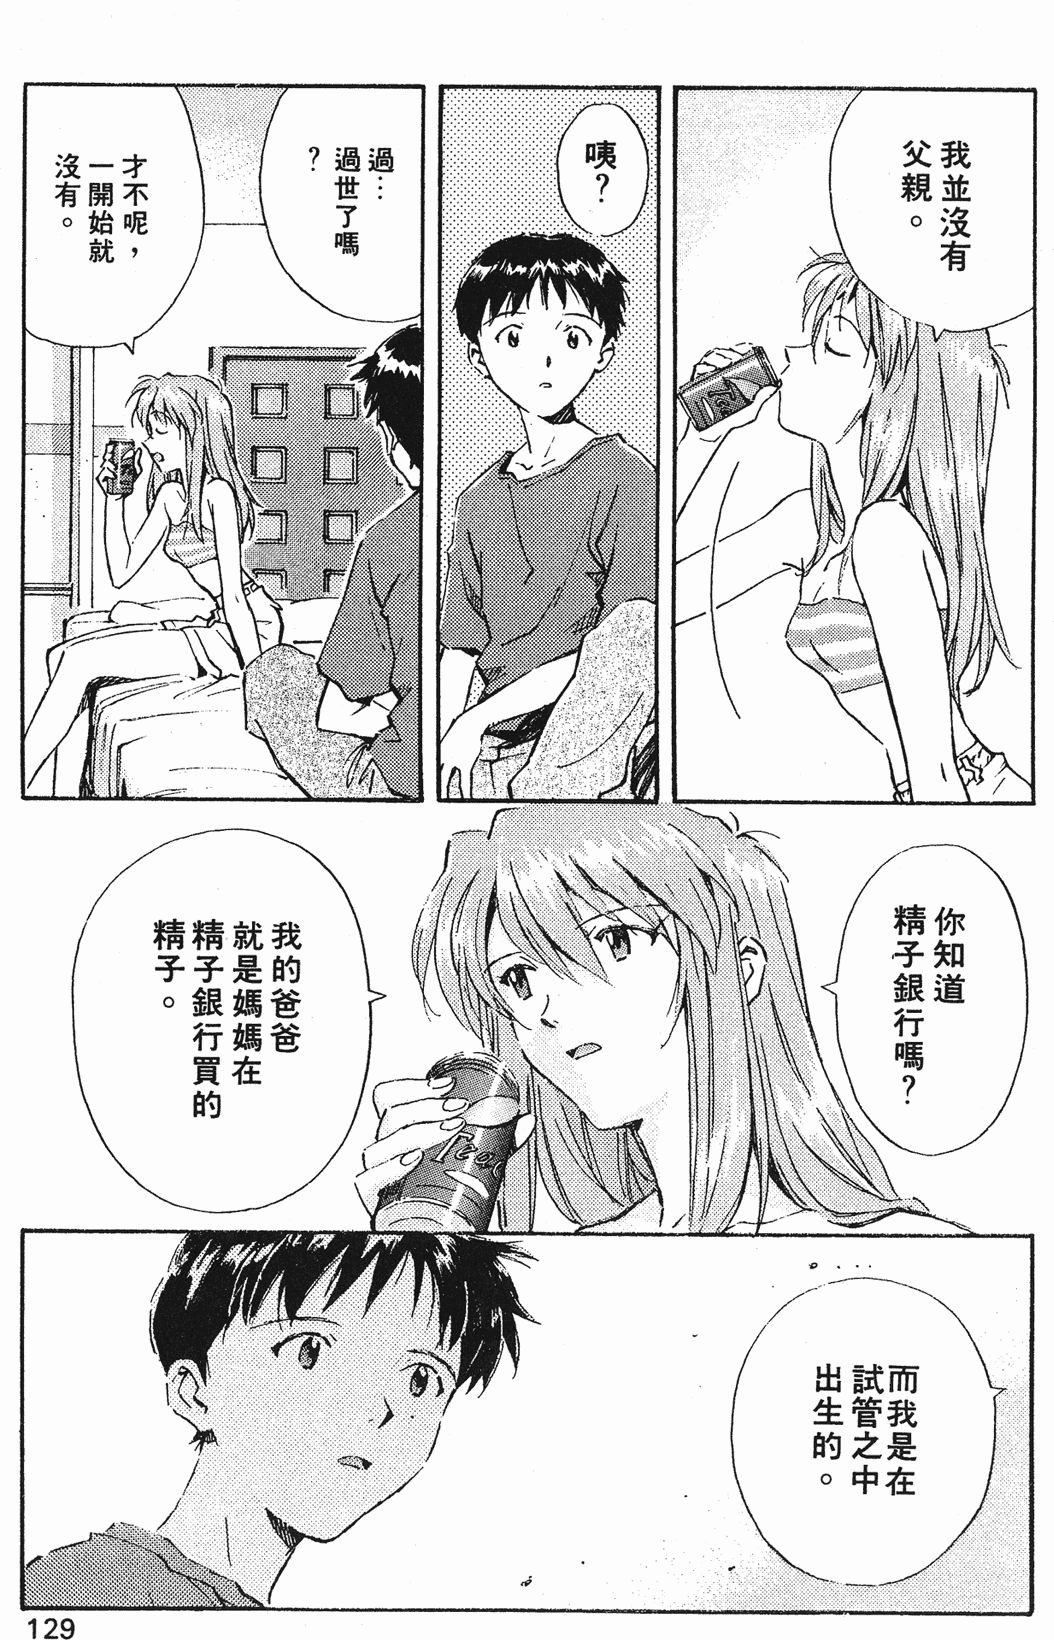 我並沒有
父親。
咦?
過…
過世了嗎
?
才不呢，
一開始就
沒有。
你知道
精子銀行嗎?
我的爸爸
就是媽媽在
精子銀行買的
精子。
而我是在
試管之中
出生的。
129